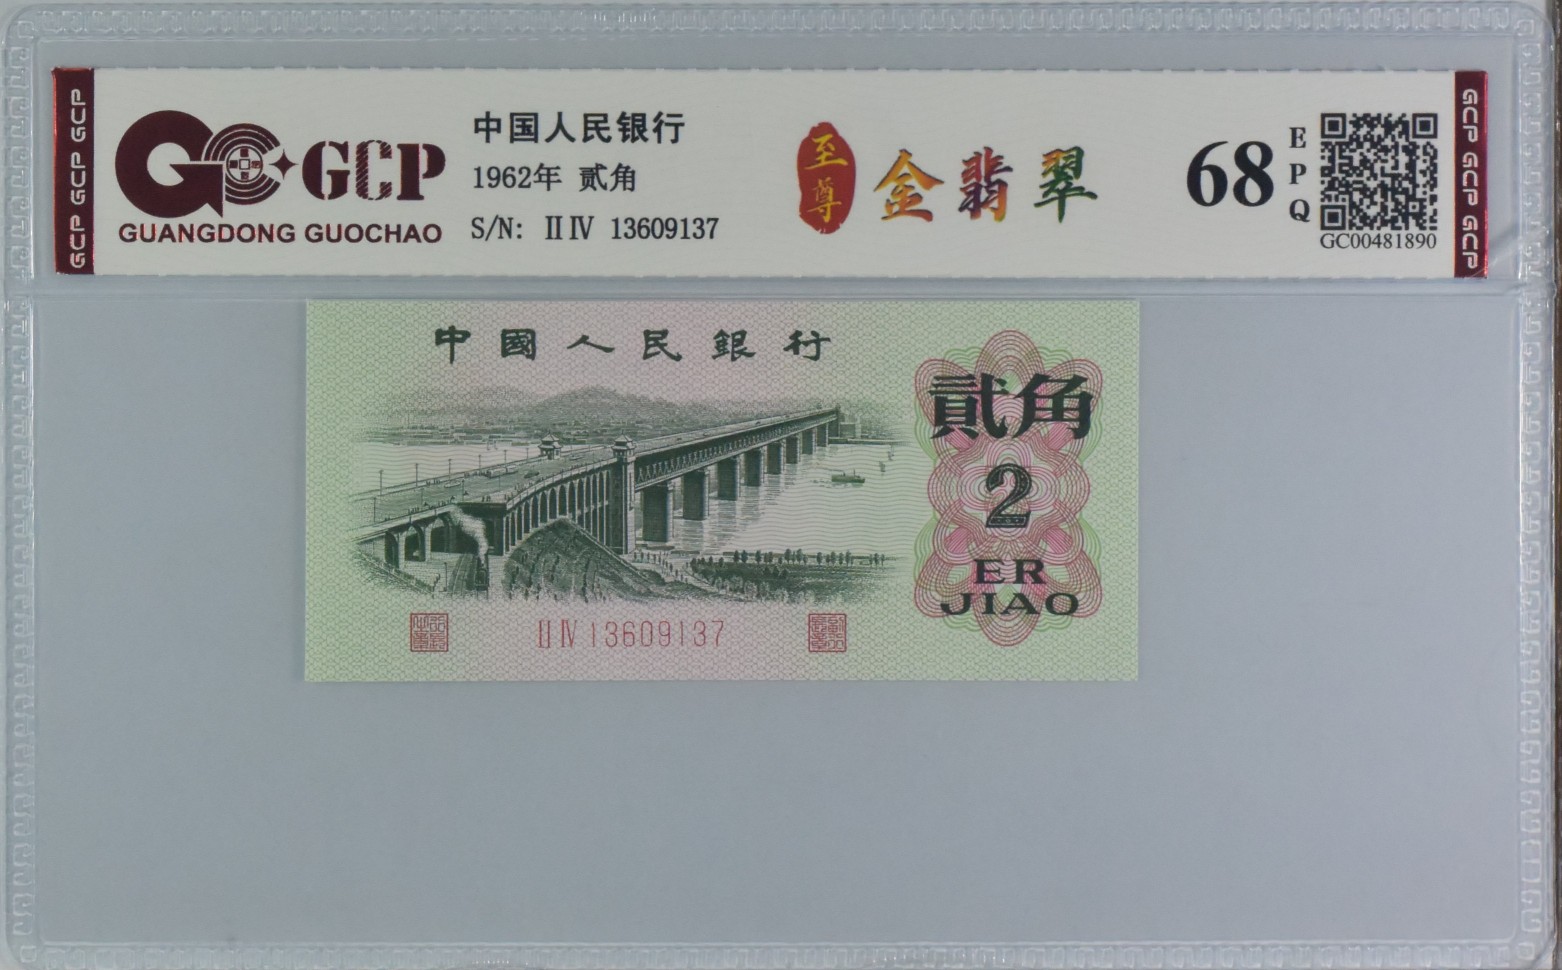 GCP GCP GCP
GCP
GUANGDONG GUOCHAO
中国人民银行
1962年 贰角
S/N: ⅡⅣ 13609137
至尊
金翡翠
68
EPQ
GC00481890
GCP GCP GCP
中國人民銀行
貳角
2
ER
JIAO
ⅡⅣ13609137